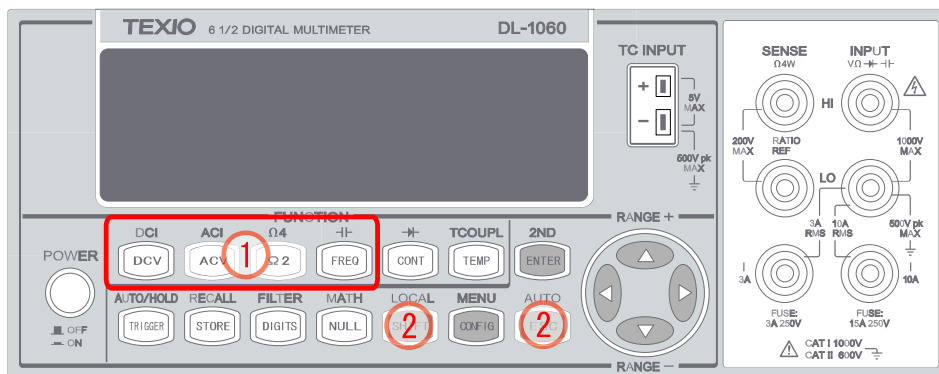 TEXIO 6 1/2 DIGITAL MULTIMETER DL-1060
TC INPUT
+
5V
MAX
−
500V pk
MAX
SENSE
Ω4W
INPUT
VΩ
HI
200V
MAX
RATIO
REF
1000V
MAX
LO
3A
RMS
10A
RMS
500V pk
MAX
3A
10A
FUSE:
3A 250V
FUSE:
15A 250V
CAT I 1000V
CAT II 600V
FUNCTION
DCI ACI Ω4 TCOUPL 2ND
POWER
DCV ACV 1 Ω2 FREQ CONT TEMP ENTER
AUTO/HOLD RECALL FILTER MATH LOCAL MENU AUTO
TRIGGER STORE DIGITS NULL SHIFT 2 CONFIG ESC 2
OFF
ON
RANGE +
RANGE −